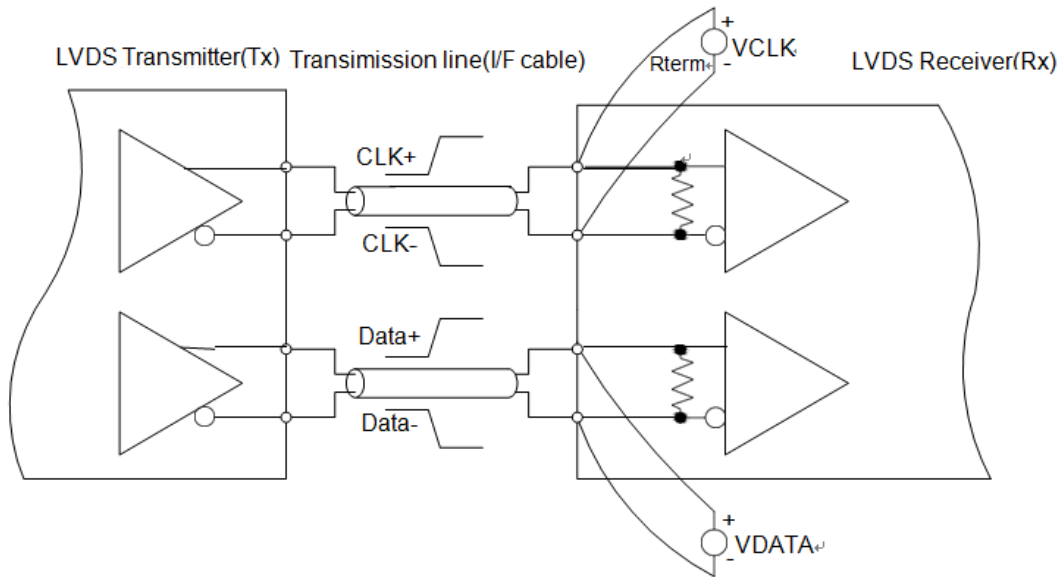 LVDS Transmitter(Tx)
Transimission line(I/F cable)
+
VCLK
-
Rterm
LVDS Receiver(Rx)
CLK+
CLK-
Data+
Data-
+
VDATA
-